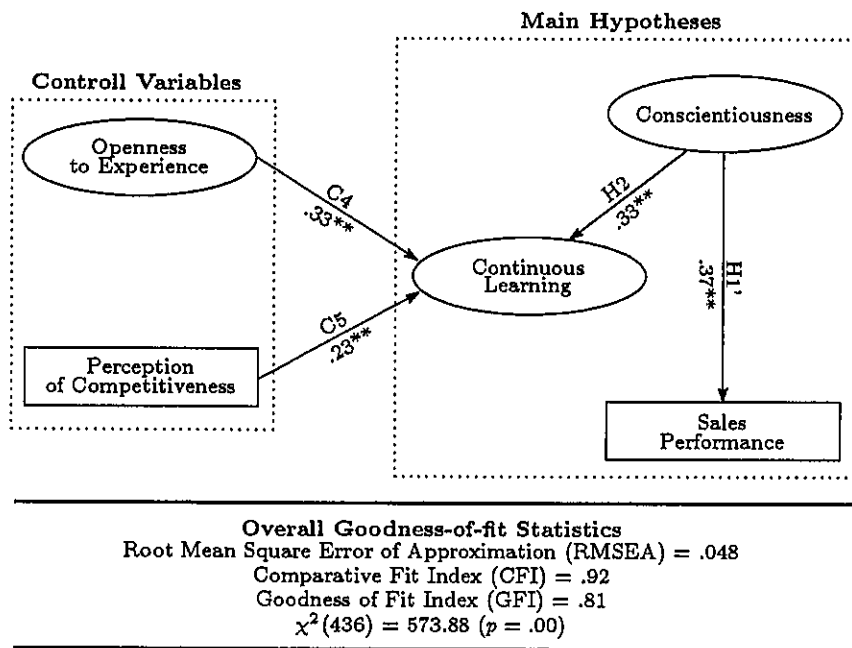 Main Hypotheses
Controll Variables
Openness
to Experience
Conscientiousness
C4
.33**
H2
.33**
Continuous
Learning
H1'
.37**
C5
.23**
Perception
of Competitiveness
Sales
Performance
Overall Goodness-of-fit Statistics
Root Mean Square Error of Approximation (RMSEA) = .048
Comparative Fit Index (CFI) = .92
Goodness of Fit Index (GFI) = .81
χ²(436) = 573.88 (p = .00)